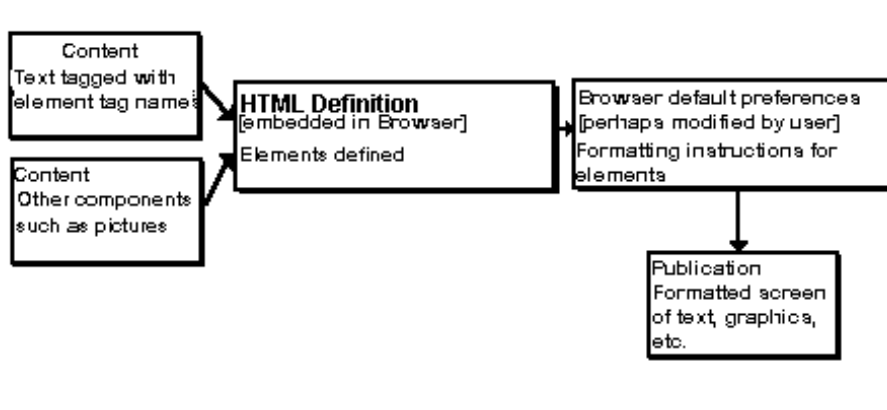 Content
Text tagged with
element tag names
Content
Other components
such as pictures
HTML Definition
[embedded in Browser]
Elements defined
Browser default preferences
[perhaps modified by user]
Formatting instructions for
elements
Publication
Formatted screen
of text, graphics,
etc.